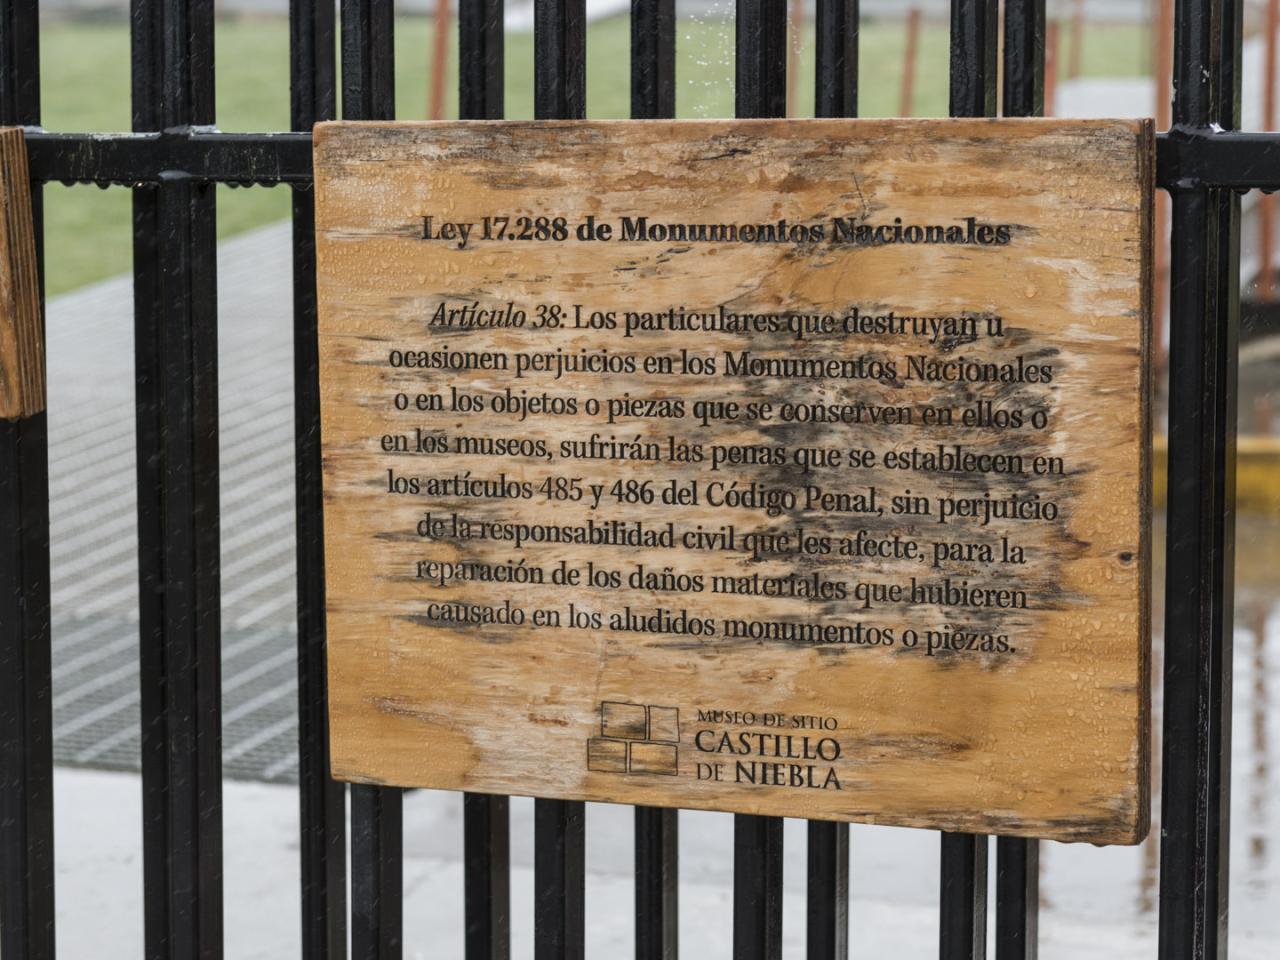 Ley 17.288 de Monumentos Nacionales
Artículo 38: Los particulares que destruyan u
ocasionen perjuicios en los Monumentos Nacionales
o en los objetos o piezas que se conserven en ellos o
en los museos, sufrirán las penas que se establecen en
los artículos 485 y 486 del Código Penal, sin perjuicio
de la responsabilidad civil que les afecte, para la
reparación de los daños materiales que hubieren
causado en los aludidos monumentos o piezas.
MUSEO DE SITIO
CASTILLO
DE NIEBLA